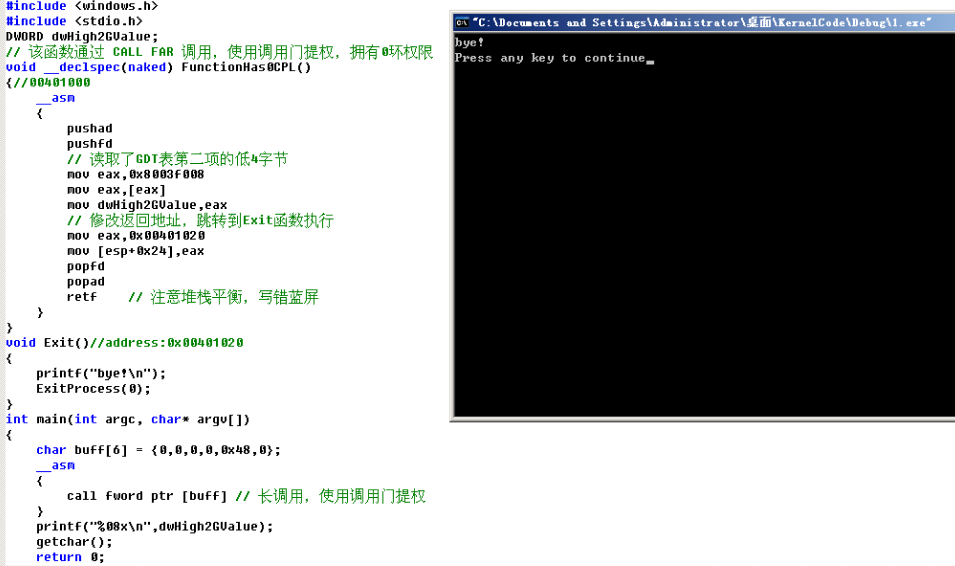 #include <windows.h>
#include <stdio.h>
DWORD dwHigh2GValue;
// 该函数通过 CALL FAR 调用，使用调用门提权，拥有0环权限
void __declspec(naked) FunctionHas0CPL()
{//00401000
    __asm
    {
        pushad
        pushfd
        // 读取了GDT表第二项的低4字节
        mov eax,0x8003f008
        mov eax,[eax]
        mov dwHigh2GValue,eax
        // 修改返回地址，跳转到Exit函数执行
        mov eax,0x00401020
        mov [esp+0x24],eax
        popfd
        popad
        retf    // 注意堆栈平衡，写错蓝屏
    }
}
void Exit()//address:0x00401020
{
    printf("bye!\n");
    ExitProcess(0);
}
int main(int argc, char* argv[])
{
    char buff[6] = {0,0,0,0,0x48,0};
    __asm
    {
        call fword ptr [buff] // 长调用，使用调用门提权
    }
    printf("%08x\n",dwHigh2GValue);
    getchar();
    return 0;
"C:\Documents and Settings\Administrator\桌面\KernelCode\Debug\1.exe"
bye!
Press any key to continue_